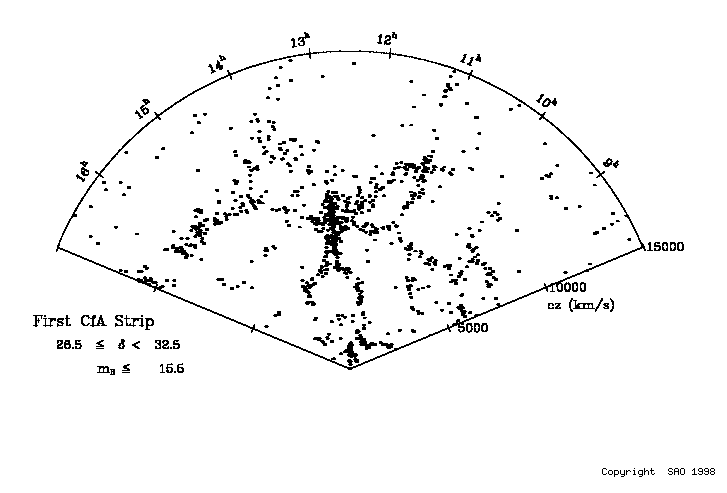 13ʰ 12ʰ
14ʰ 11ʰ
15ʰ 10ʰ
16ʰ 9ʰ
15000
10000
cz (km/s)
5000
First CfA Strip
26.5 ≤ δ < 32.5
m_B ≤ 15.5
Copyright SAO 1998